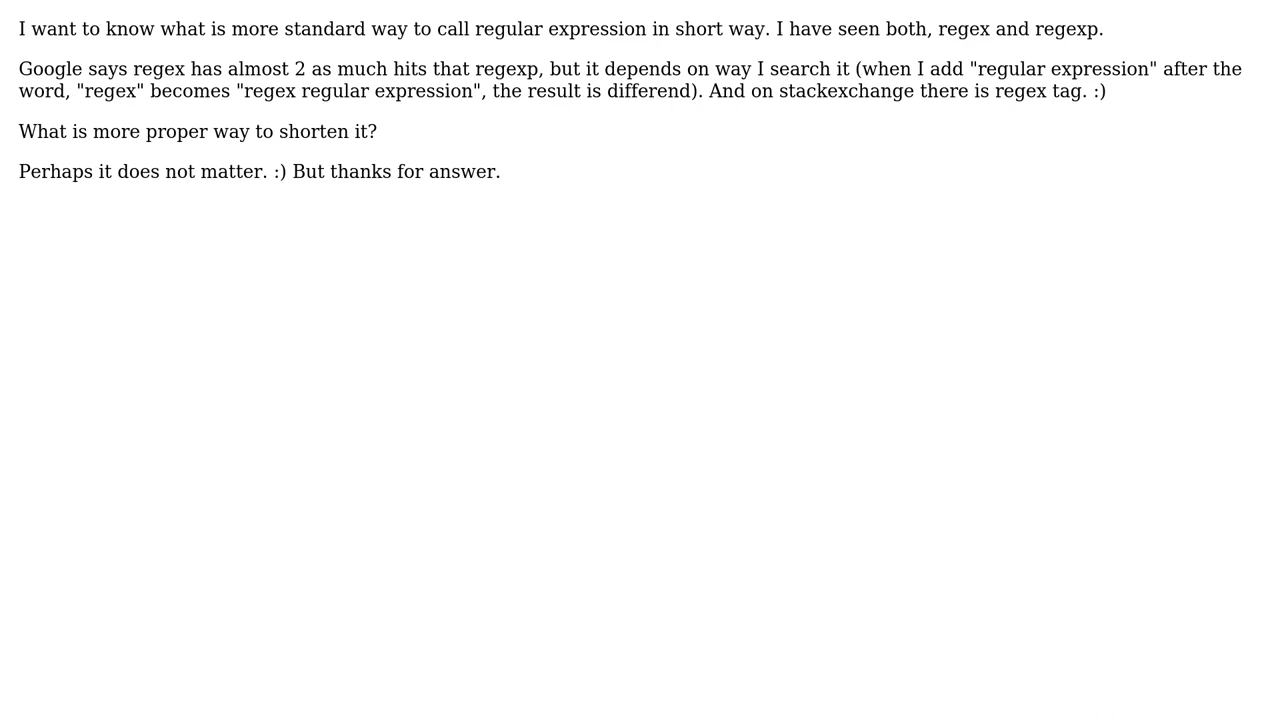 I want to know what is more standard way to call regular expression in short way. I have seen both, regex and regexp.
Google says regex has almost 2 as much hits that regexp, but it depends on way I search it (when I add "regular expression" after the
word, "regex" becomes "regex regular expression", the result is differend). And on stackexchange there is regex tag. :)
What is more proper way to shorten it?
Perhaps it does not matter. :) But thanks for answer.